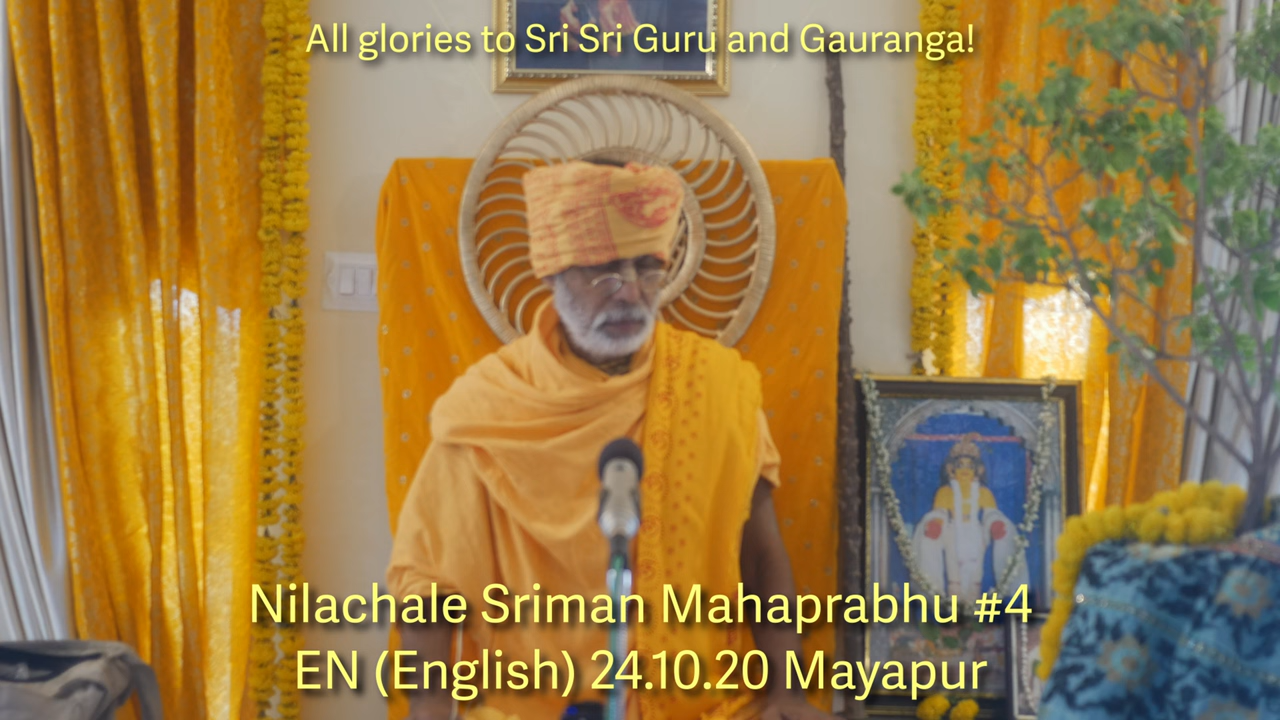 All glories to Sri Sri Guru and Gauranga!
Nilachale Sriman Mahaprabhu #4
EN (English) 24.10.20 Mayapur